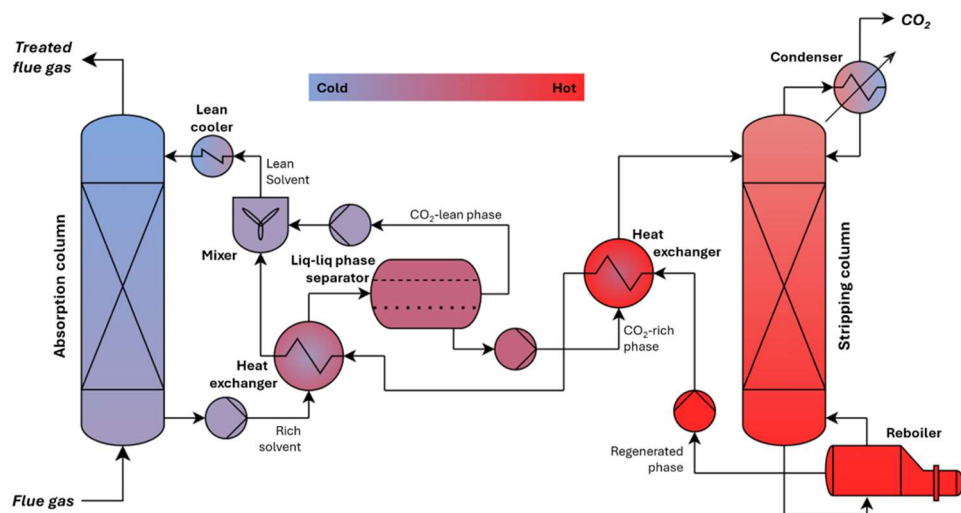 CO₂
Treated
flue gas
Condenser
Cold
Hot
Lean
cooler
Lean
Solvent
CO₂-lean phase
Heat
exchanger
Mixer
Liq-liq phase
separator
Absorption column
Stripping column
CO₂-rich
phase
Heat
exchanger
Rich
solvent
Regenerated
phase
Reboiler
Flue gas